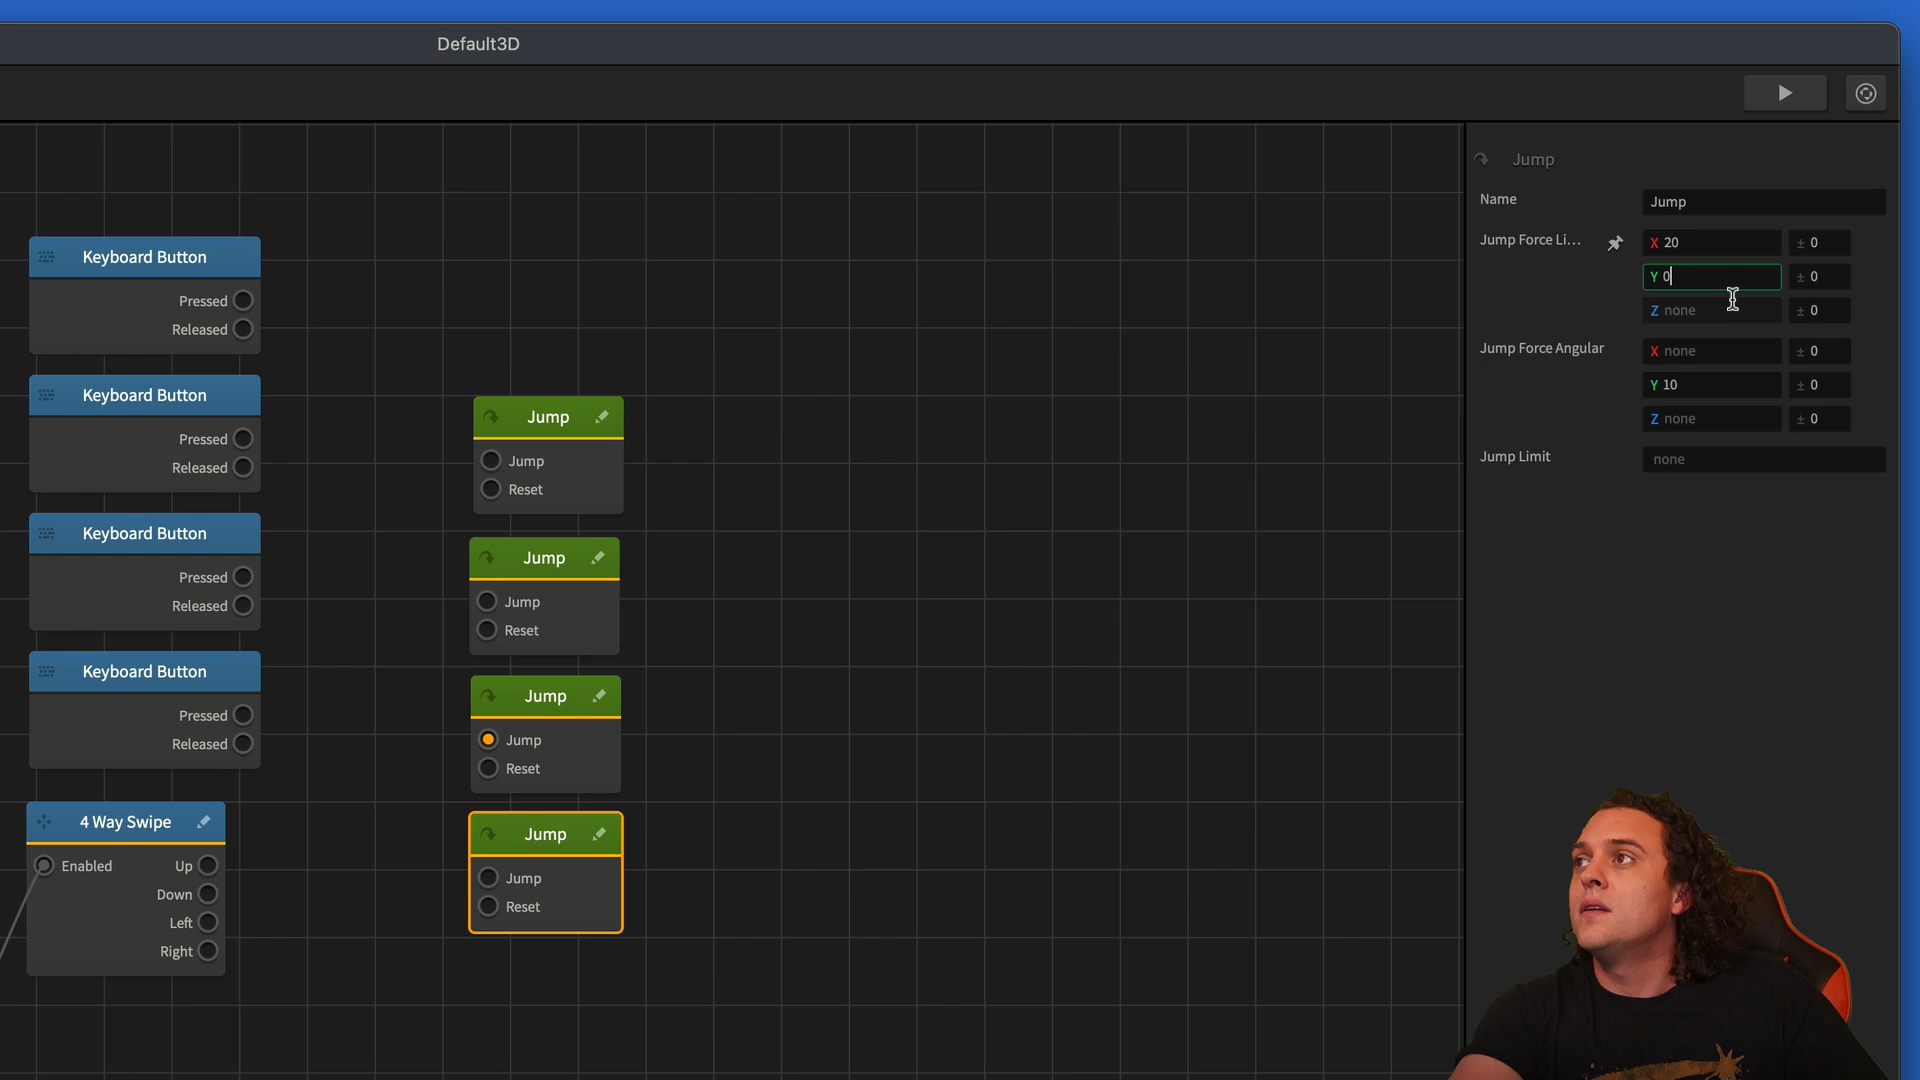 Default3D
Keyboard Button
Pressed
Released
Keyboard Button
Pressed
Released
Keyboard Button
Pressed
Released
Keyboard Button
Pressed
Released
4 Way Swipe
Enabled Up
Down
Left
Right
Jump
Jump
Reset
Jump
Jump
Reset
Jump
Jump
Reset
Jump
Jump
Reset
Jump
Name Jump
Jump Force Li... X 20 ± 0
Y 0 ± 0
Z none ± 0
Jump Force Angular X none ± 0
Y 10 ± 0
Z none ± 0
Jump Limit none